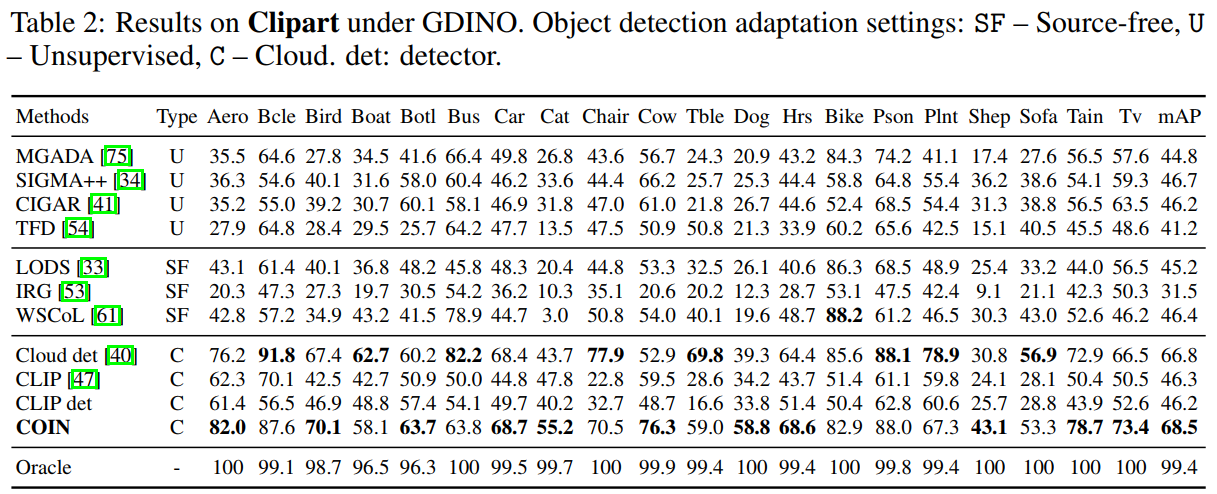 Table 2: Results on Clipart under GDINO. Object detection adaptation settings: SF – Source-free, U
– Unsupervised, C – Cloud. det: detector.
Methods Type Aero Bcle Bird Boat Botl Bus Car Cat Chair Cow Tble Dog Hrs Bike Pson Plnt Shep Sofa Tain Tv mAP
MGADA [75] U 35.5 64.6 27.8 34.5 41.6 66.4 49.8 26.8 43.6 56.7 24.3 20.9 43.2 84.3 74.2 41.1 17.4 27.6 56.5 57.6 44.8
SIGMA++ [34] U 36.3 54.6 40.1 31.6 58.0 60.4 46.2 33.6 44.4 66.2 25.7 25.3 44.4 58.8 64.8 55.4 36.2 38.6 54.1 59.3 46.7
CIGAR [41] U 35.2 55.0 39.2 30.7 60.1 58.1 46.9 31.8 47.0 61.0 21.8 26.7 44.6 52.4 68.5 54.4 31.3 38.8 56.5 63.5 46.2
TFD [54] U 27.9 64.8 28.4 29.5 25.7 64.2 47.7 13.5 47.5 50.9 50.8 21.3 33.9 60.2 65.6 42.5 15.1 40.5 45.5 48.6 41.2
LODS [33] SF 43.1 61.4 40.1 36.8 48.2 45.8 48.3 20.4 44.8 53.3 32.5 26.1 40.6 86.3 68.5 48.9 25.4 33.2 44.0 56.5 45.2
IRG [53] SF 20.3 47.3 27.3 19.7 30.5 54.2 36.2 10.3 35.1 20.6 20.2 12.3 28.7 53.1 47.5 42.4 9.1 21.1 42.3 50.3 31.5
WSCoL [61] SF 42.8 57.2 34.9 43.2 41.5 78.9 44.7 3.0 50.8 54.0 40.1 19.6 48.7 88.2 61.2 46.5 30.3 43.0 52.6 46.2 46.4
Cloud det [40] C 76.2 91.8 67.4 62.7 60.2 82.2 68.4 43.7 77.9 52.9 69.8 39.3 64.4 85.6 88.1 78.9 30.8 56.9 72.9 66.5 66.8
CLIP [47] C 62.3 70.1 42.5 42.7 50.9 50.0 44.8 47.8 22.8 59.5 28.6 34.2 43.7 51.4 61.1 59.8 24.1 28.1 50.4 50.5 46.3
CLIP det C 61.4 56.5 46.9 48.8 57.4 54.1 49.7 40.2 32.7 48.7 16.6 33.8 51.4 50.4 62.8 60.6 25.7 28.8 43.9 52.6 46.2
COIN C 82.0 87.6 70.1 58.1 63.7 63.8 68.7 55.2 70.5 76.3 59.0 58.8 68.6 82.9 88.0 67.3 43.1 53.3 78.7 73.4 68.5
Oracle - 100 99.1 98.7 96.5 96.3 100 99.5 99.7 100 99.9 99.4 100 99.4 100 99.8 99.4 100 100 100 100 99.4